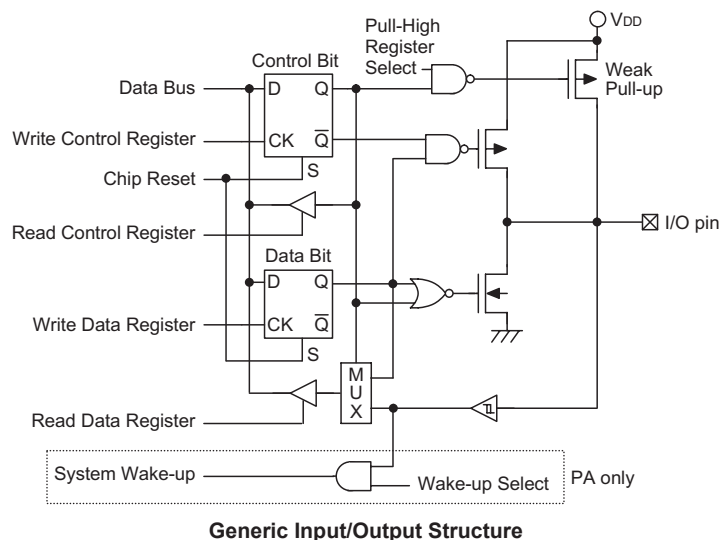 VDD
Pull-High
Register
Select
Control Bit
Weak
Pull-up
Data Bus
D
Q
Write Control Register
CK
Q
Chip Reset
S
I/O pin
Read Control Register
Data Bit
D
Q
Write Data Register
CK
Q
S
M
U
X
Read Data Register
System Wake-up
Wake-up Select
PA only
Generic Input/Output Structure